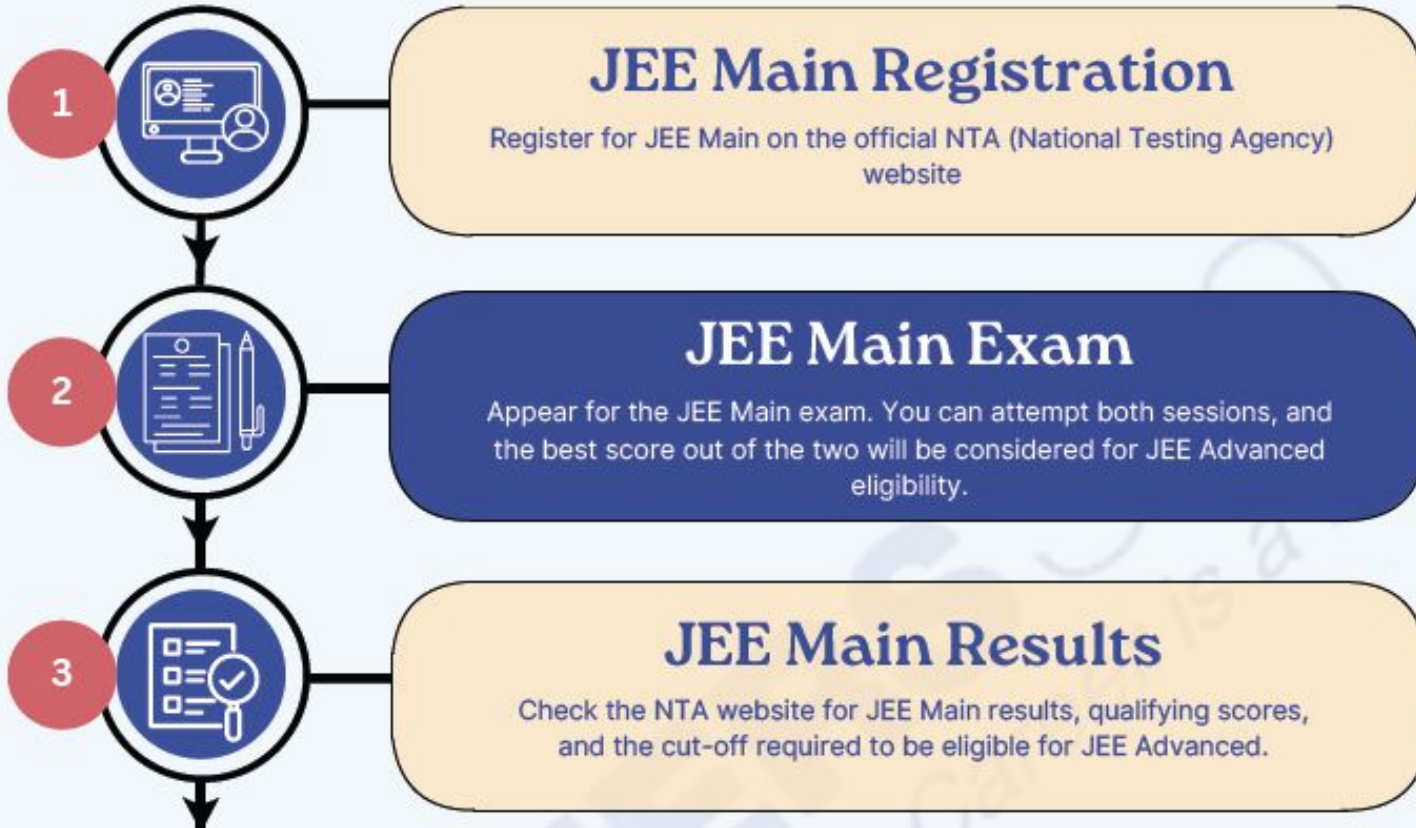 1
JEE Main Registration
Register for JEE Main on the official NTA (National Testing Agency)
website
2
JEE Main Exam
Appear for the JEE Main exam. You can attempt both sessions, and
the best score out of the two will be considered for JEE Advanced
eligibility.
3
JEE Main Results
Check the NTA website for JEE Main results, qualifying scores,
and the cut-off required to be eligible for JEE Advanced.
is a